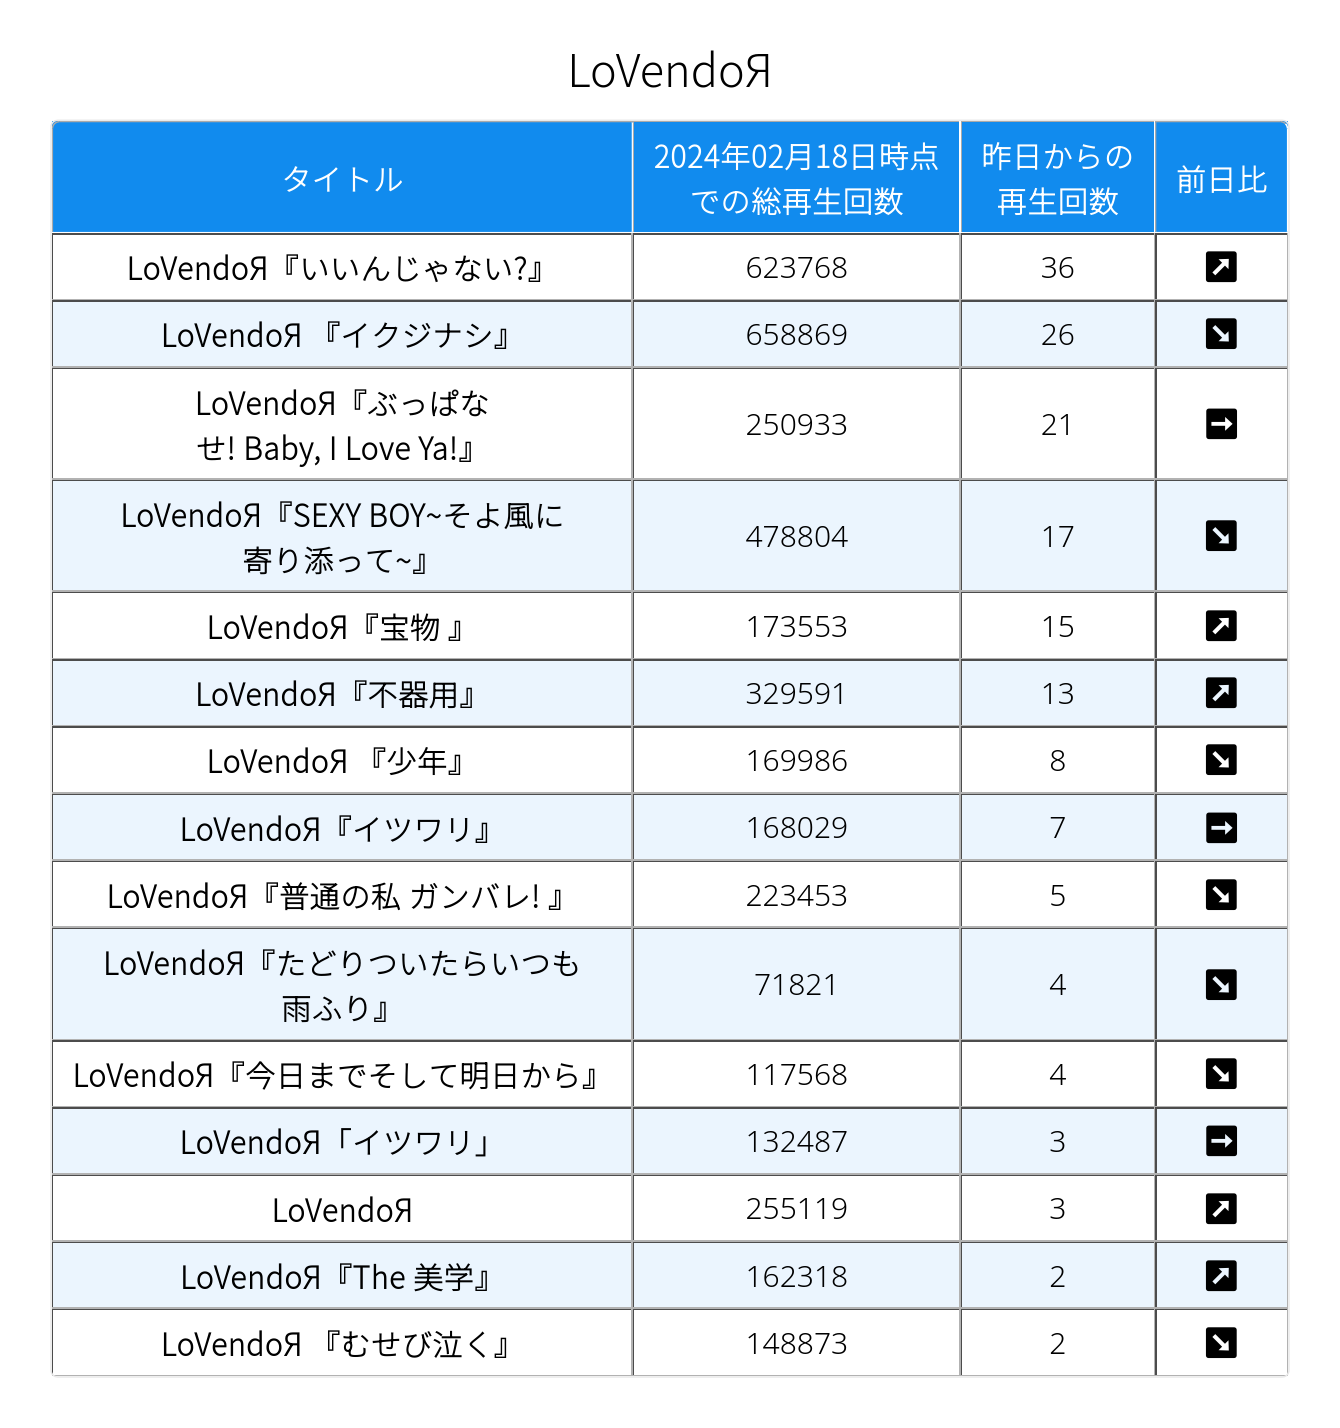 LoVendoЯ
タイトル
2024年02月18日時点
での総再生回数
昨日からの
再生回数
前日比
LoVendoЯ『いいんじゃない?』
623768
36
↗
LoVendoЯ 『イクジナシ』
658869
26
↘
LoVendoЯ『ぶっぱな
せ! Baby, I Love Ya!』
250933
21
→
LoVendoЯ『SEXY BOY~そよ風に
寄り添って~』
478804
17
↘
LoVendoЯ『宝物 』
173553
15
↗
LoVendoЯ『不器用』
329591
13
↗
LoVendoЯ 『少年』
169986
8
↘
LoVendoЯ『イツワリ』
168029
7
→
LoVendoЯ『普通の私 ガンバレ! 』
223453
5
↘
LoVendoЯ『たどりついたらいつも
雨ふり』
71821
4
↘
LoVendoЯ『今日までそして明日から』
117568
4
↘
LoVendoЯ「イツワリ」
132487
3
→
LoVendoЯ
255119
3
↗
LoVendoЯ『The 美学』
162318
2
↗
LoVendoЯ 『むせび泣く』
148873
2
↘